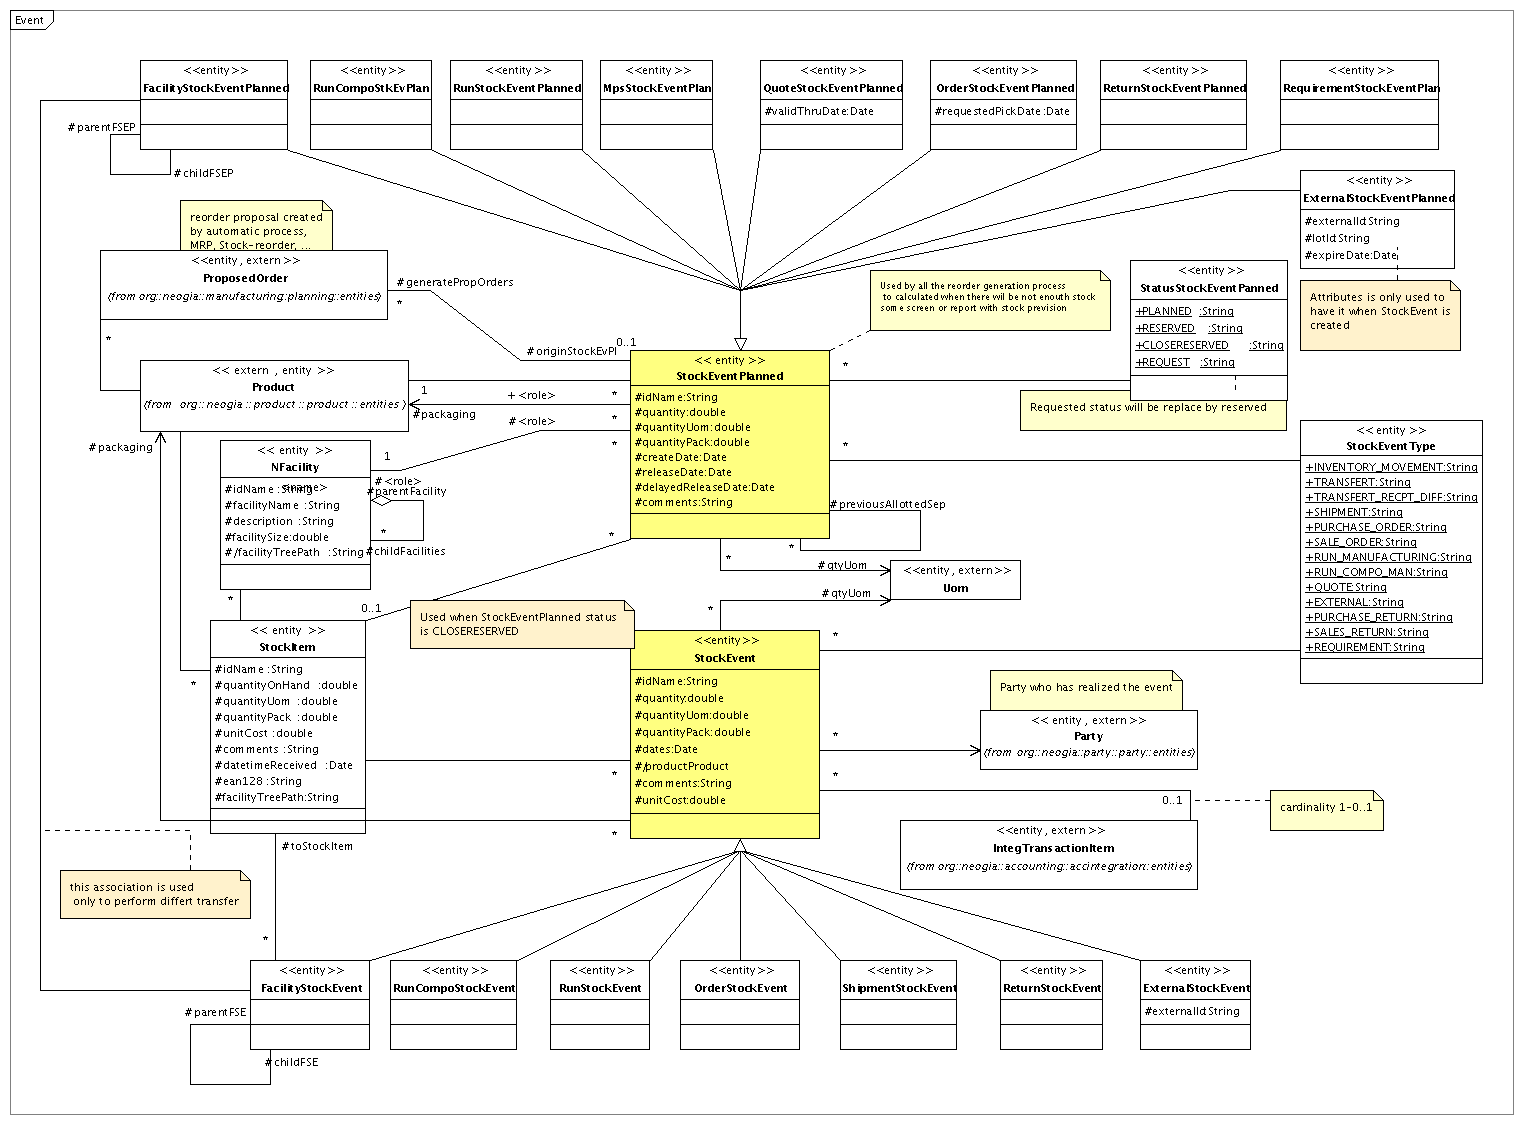 Event
<<entity>>
FacilityStockEventPlanned
<<entity>>
RunCompoStkEvPlan
<<entity>>
RunStockEventPlanned
<<entity>>
MpsStockEventPlan
<<entity>>
QuoteStockEventPlanned
#validThruDate:Date
<<entity>>
OrderStockEventPlanned
#requestedPickDate:Date
<<entity>>
ReturnStockEventPlanned
<<entity>>
RequirementStockEventPlan
#parentFSEP
#childFSEP
<<entity>>
ExternalStockEventPlanned
#externalId:String
#lotId:String
#expireDate:Date
Attributes is only used to
have it when StockEvent is
created
reorder proposal created
by automatic process,
MRP, Stock-reorder, ...
<<entity, extern>>
ProposedOrder
(from org::neogia::manufacturing::planning::entities)
#generatePropOrders
*
*
#originStockEvPl
0..1
Used by all the reorder generation process
to calculated when there will be not enouth stock
some screen or report with stock prevision
<<entity>>
StatusStockEventPanned
+PLANNED :String
+RESERVED :String
+CLOSERESERVED :String
+REQUEST :String
Requested status will be replace by reserved
<< extern , entity >>
Product
(from org::neogia::product::product::entities)
1
+<role>
*
#packaging
#<role>
*
*
1
#<role>
#packaging
<< entity >>
StockEventPlanned
#idName:String
#quantity:double
#quantityUom:double
#quantityPack:double
#createDate:Date
#releaseDate:Date
#delayedReleaseDate:Date
#comments:String
*
*
#previousAllottedSep
*
*
<< entity >>
NFacility
<name>
#idName :String
#facilityName :String
#description :String
#facilitySize:double
#/facilityTreePath :String
#parentFacility
*
#childFacilities
*
0..1
*
<<entity>>
StockEventType
+INVENTORY_MOVEMENT:String
+TRANSFERT:String
+TRANSFERT_RECPT_DIFF:String
+SHIPMENT:String
+PURCHASE_ORDER:String
+SALE_ORDER:String
+RUN_MANUFACTURING:String
+RUN_COMPO_MAN:String
+QUOTE:String
+EXTERNAL:String
+PURCHASE_RETURN:String
+SALES_RETURN:String
+REQUIREMENT:String
#qtyUom
#qtyUom
*
<<entity, extern>>
Uom
Used when StockEventPlanned status
is CLOSERESERVED
<< entity >>
StockItem
#idName :String
#quantityOnHand :double
#quantityUom :double
#quantityPack :double
#unitCost :double
#comments :String
#datetimeReceived :Date
#ean128 :String
#facilityTreePath:String
*
<<entity>>
StockEvent
#idName:String
#quantity:double
#quantityUom:double
#quantityPack:double
#dates:Date
#/productProduct
#comments:String
#unitCost:double
*
*
*
*
*
Party who has realized the event
<< entity , extern >>
Party
(from org::neogia::party::party::entities)
0..1
cardinality 1-0..1
<<entity, extern>>
IntegTransactionItem
(from org::neogia::accounting::accintegration::entities)
#toStockItem
*
this association is used
only to perform differt transfer
<<entity>>
FacilityStockEvent
#parentFSE
#childFSE
<<entity>>
RunCompoStockEvent
<<entity>>
RunStockEvent
<<entity>>
OrderStockEvent
<<entity>>
ShipmentStockEvent
<<entity>>
ReturnStockEvent
<<entity>>
ExternalStockEvent
#externalId:String